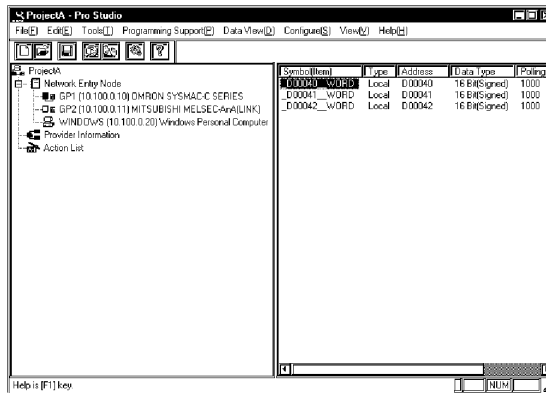 ProjectA - Pro Studio
File(F) Edit(E) Tools(T) Programming Support(P) Data View(D) Configure(S) View(V) Help(H)
ProjectA
Network Entry Node
GP1 (10.100.0.10) OMRON SYSMAC-C SERIES
GP2 (10.100.0.11) MITSUBISHI MELSEC-AnA(LINK)
WINDOWS (10.100.0.20) Windows Personal Computer
Provider Information
Action List
Symbol(Item) Type Address Data Type Poling
_D00040__WORD Local D00040 16 Bit(Signed) 1000
_D00041__WORD Local D00041 16 Bit(Signed) 1000
_D00042__WORD Local D00042 16 Bit(Signed) 1000
Help is [F1] key. NUM